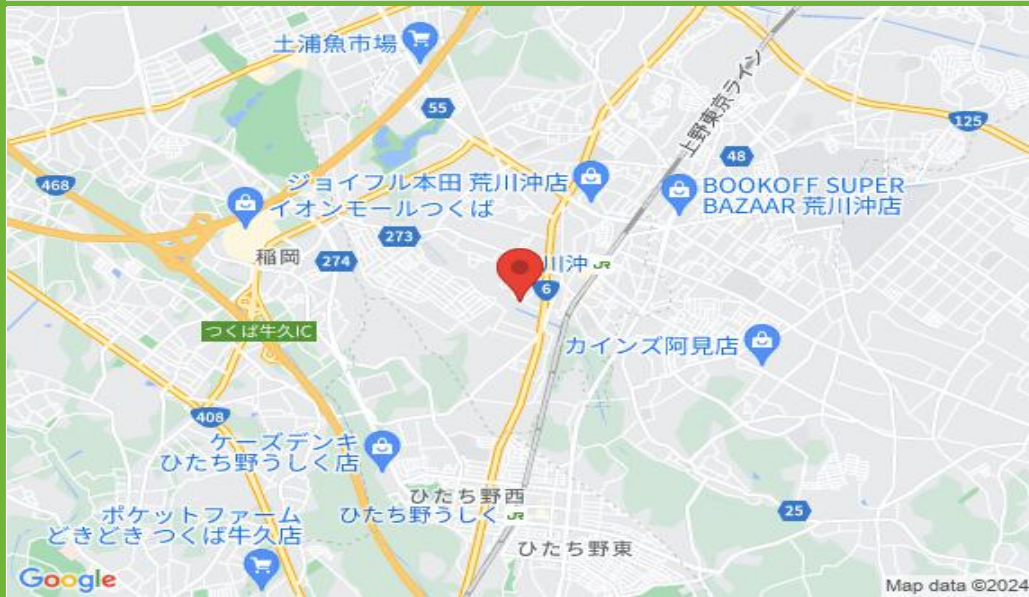 土浦魚市場
55
125
上野東京ライン
468
48
ジョイフル本田 荒川沖店
BOOKOFF SUPER
BAZAAR 荒川沖店
イオンモールつくば
273
稲岡
274
川沖
JR
6
つくば牛久IC
カインズ阿見店
408
ケーズデンキ
ひたち野うしく店
ひたち野西
ひたち野うしく
JR
25
ポケットファーム
どきどき つくば牛久店
ひたち野東
Google
Map data ©2024